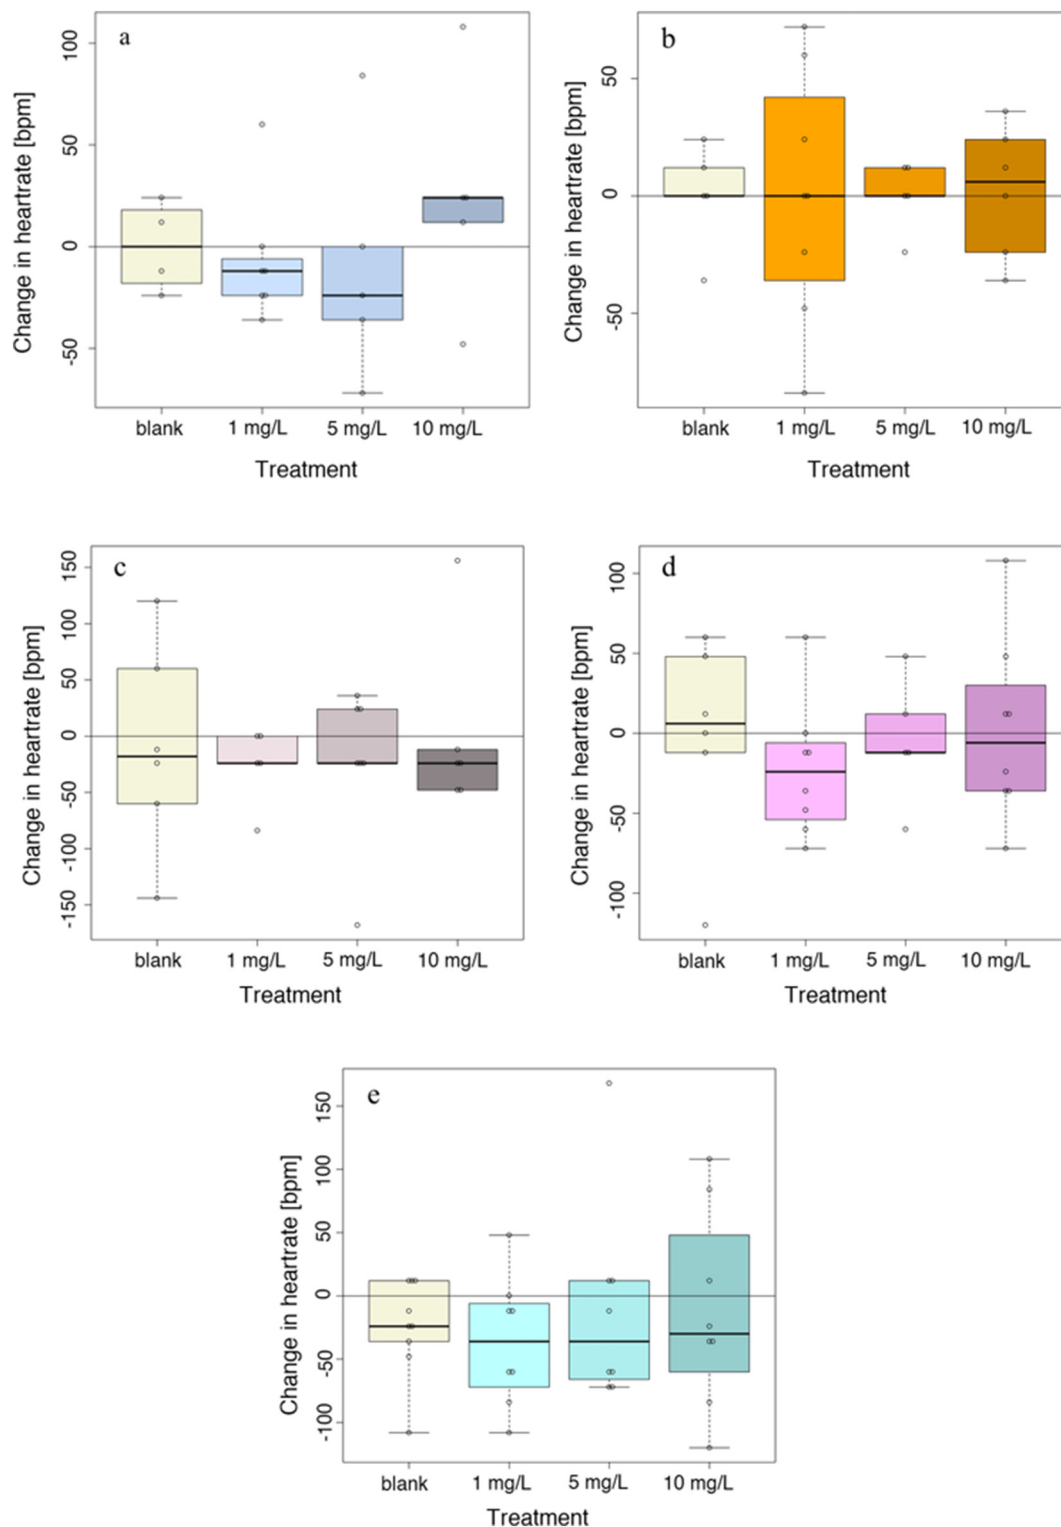 a
Change in heartrate [bpm]
100
50
0
-50
blank 1 mg/L 5 mg/L 10 mg/L
Treatment
b
Change in heartrate [bpm]
50
0
-50
blank 1 mg/L 5 mg/L 10 mg/L
Treatment
c
Change in heartrate [bpm]
150
100
50
0
-50
-100
-150
blank 1 mg/L 5 mg/L 10 mg/L
Treatment
d
Change in heartrate [bpm]
100
50
0
-50
-100
blank 1 mg/L 5 mg/L 10 mg/L
Treatment
e
Change in heartrate [bpm]
150
100
50
0
-50
-100
blank 1 mg/L 5 mg/L 10 mg/L
Treatment